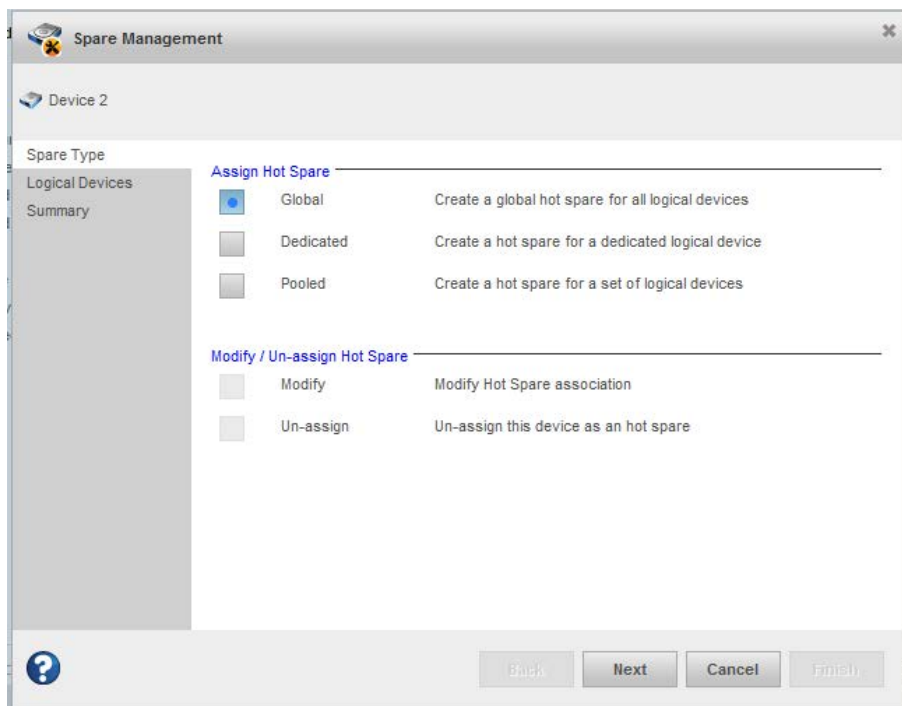 Spare Management
Device 2
Spare Type
Logical Devices
Summary
Assign Hot Spare
Global Create a global hot spare for all logical devices
Dedicated Create a hot spare for a dedicated logical device
Pooled Create a hot spare for a set of logical devices
Modify / Un-assign Hot Spare
Modify Modify Hot Spare association
Un-assign Un-assign this device as an hot spare
Back Next Cancel Finish